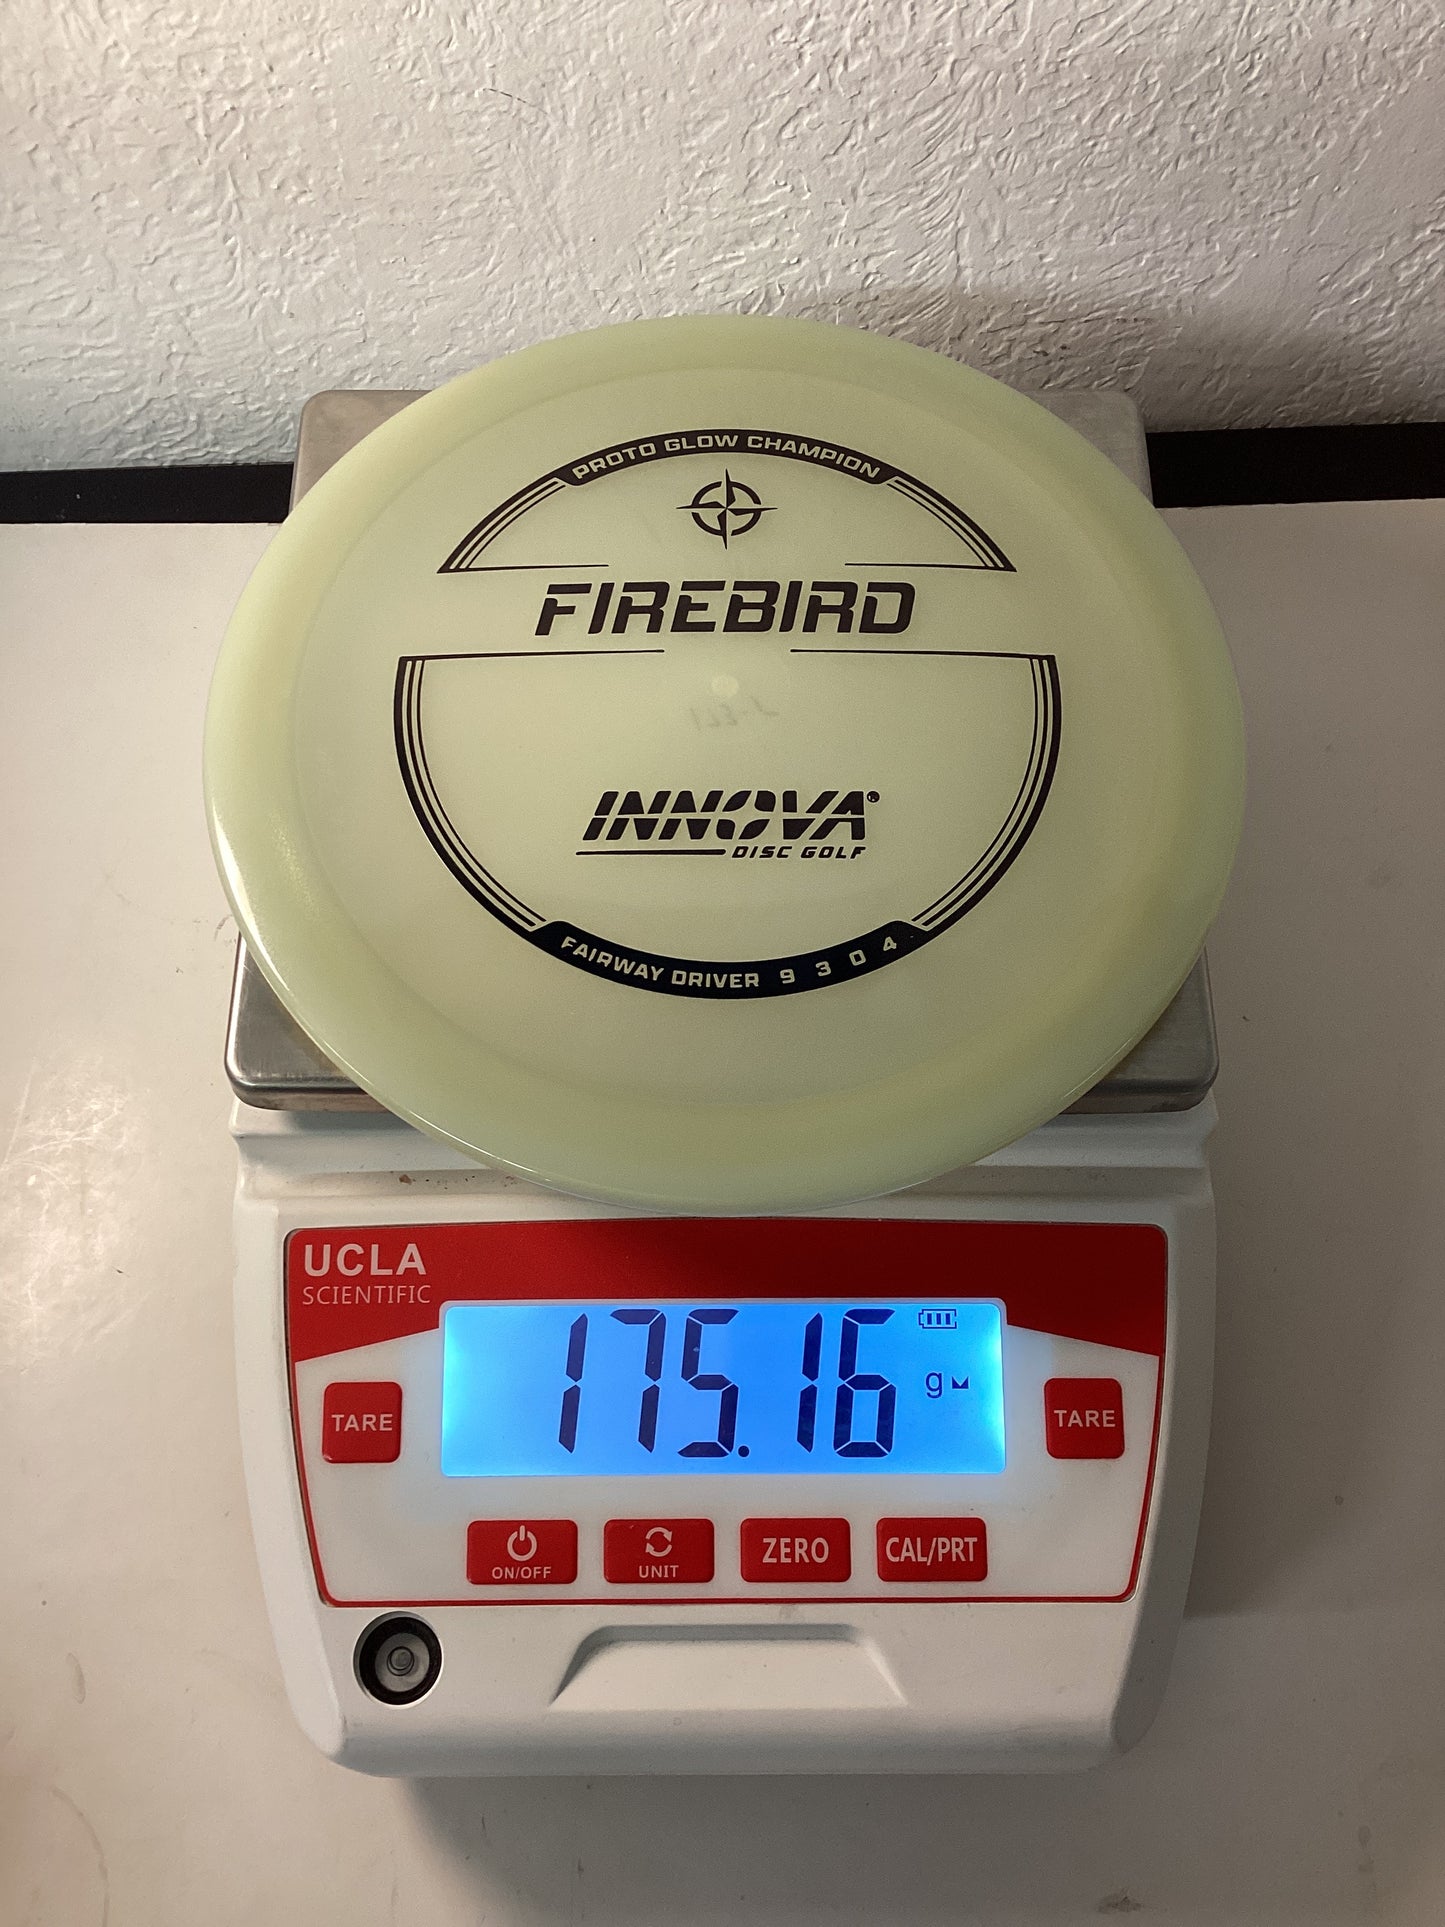 PROTO GLOW CHAMPION
FIREBIRD
INNOVA®
DISC GOLF
FAIRWAY DRIVER 9 3 0 4
UCLA
SCIENTIFIC
175.16 g
TARE
TARE
ON/OFF
UNIT
ZERO
CAL/PRT